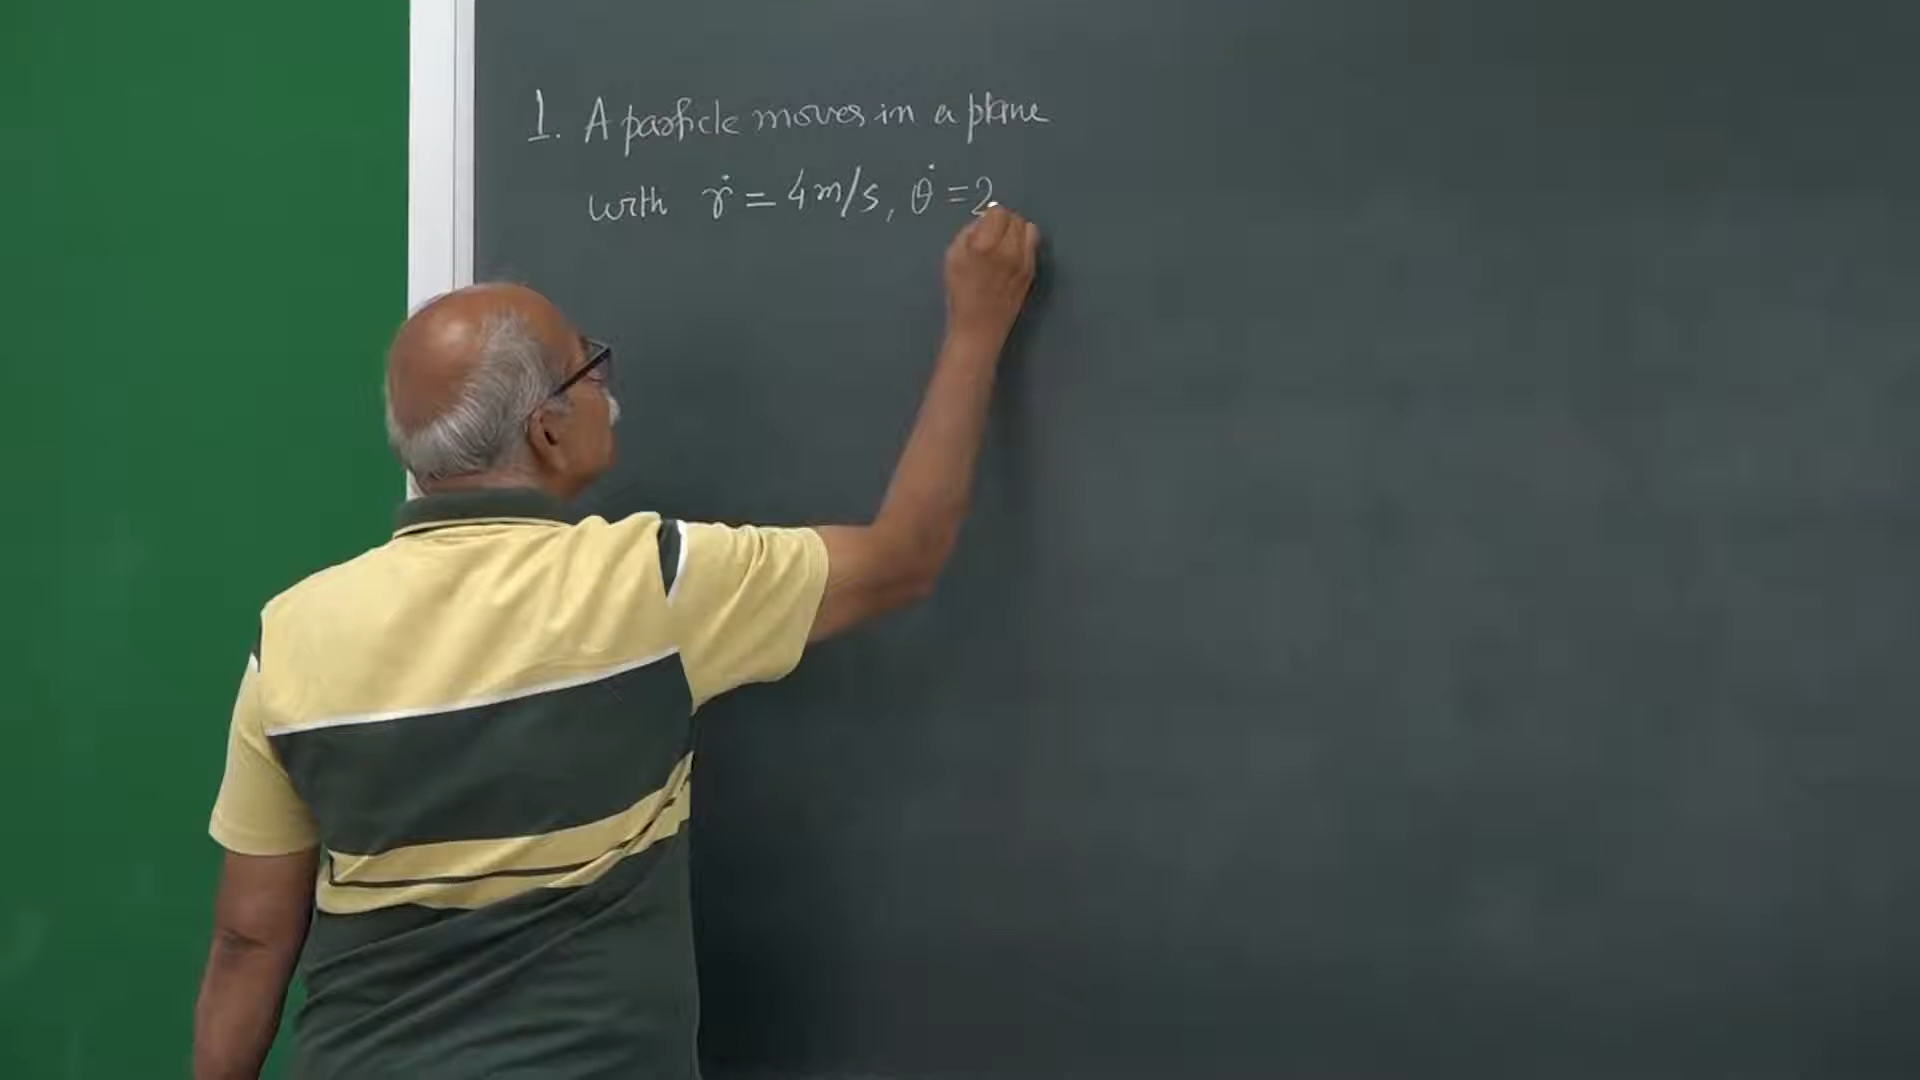 1. A particle moves in a plane
with ṙ = 4 m/s, θ̇ = 2